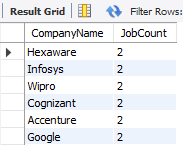 Result Grid Filter Rows:
CompanyName JobCount
Hexaware 2
Infosys 2
Wipro 2
Cognizant 2
Accenture 2
Google 2